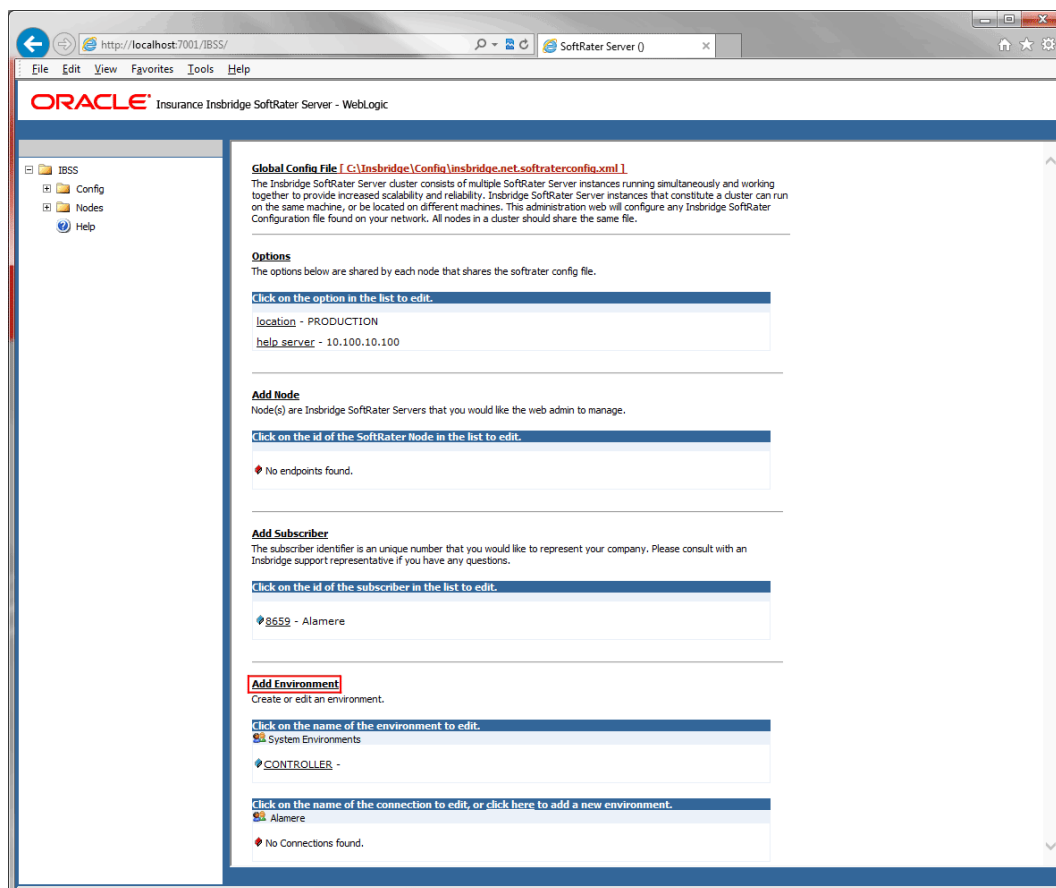 http://localhost:7001/IBSS/
SoftRater Server ()
File Edit View Favorites Tools Help
ORACLE Insurance Insbridge SoftRater Server - WebLogic
IBSS
Config
Nodes
Help
Global Config File [ C:\Insbridge\Config\insbridge.net.softraterconfig.xml ]
The Insbridge SoftRater Server cluster consists of multiple SoftRater Server instances running simultaneously and working
together to provide increased scalability and reliability. Insbridge SoftRater Server instances that constitute a cluster can run
on the same machine, or be located on different machines. This administration web will configure any Insbridge SoftRater
Configuration file found on your network. All nodes in a cluster should share the same file.
Options
The options below are shared by each node that shares the softrater config file.
Click on the option in the list to edit.
location - PRODUCTION
help server - 10.100.10.100
Add Node
Node(s) are Insbridge SoftRater Servers that you would like the web admin to manage.
Click on the id of the SoftRater Node in the list to edit.
No endpoints found.
Add Subscriber
The subscriber identifier is an unique number that you would like to represent your company. Please consult with an
Insbridge support representative if you have any questions.
Click on the id of the subscriber in the list to edit.
8659 - Alamere
Add Environment
Create or edit an environment.
Click on the name of the environment to edit.
System Environments
CONTROLLER -
Click on the name of the connection to edit, or click here to add a new environment.
Alamere
No Connections found.